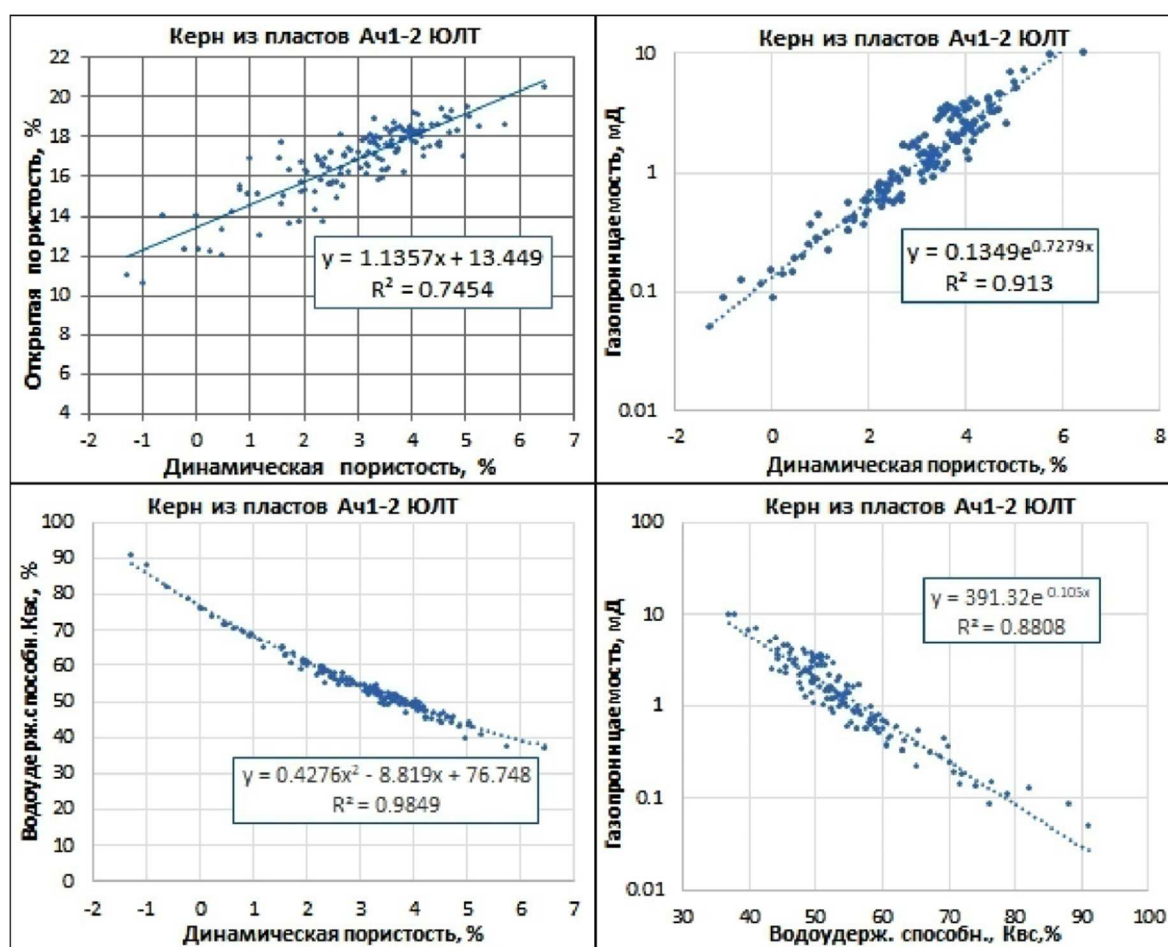 Керн из пластов Ач1-2 ЮЛТ
Открытая пористость, %
22
20
18
16
14
12
10
8
6
4
y = 1.1357x + 13.449
R² = 0.7454
-2 -1 0 1 2 3 4 5 6 7
Динамическая пористость, %
Керн из пластов Ач1-2 ЮЛТ
Газопроницаемость, мД
10
1
0.1
0.01
y = 0.1349e^0.7279x
R² = 0.913
-2 0 2 4 6 8
Динамическая пористость, %
Керн из пластов Ач1-2 ЮЛТ
Водоудерж.способн.Квс, %
100
90
80
70
60
50
40
30
20
10
0
y = 0.4276x² - 8.819x + 76.748
R² = 0.9849
-2 -1 0 1 2 3 4 5 6 7
Динамическая пористость, %
Керн из пластов Ач1-2 ЮЛТ
Газопроницаемость, мД
100
10
1
0.1
0.01
y = 391.32e^-0.105x
R² = 0.8808
30 40 50 60 70 80 90 100
Водоудерж. способн., Квс,%